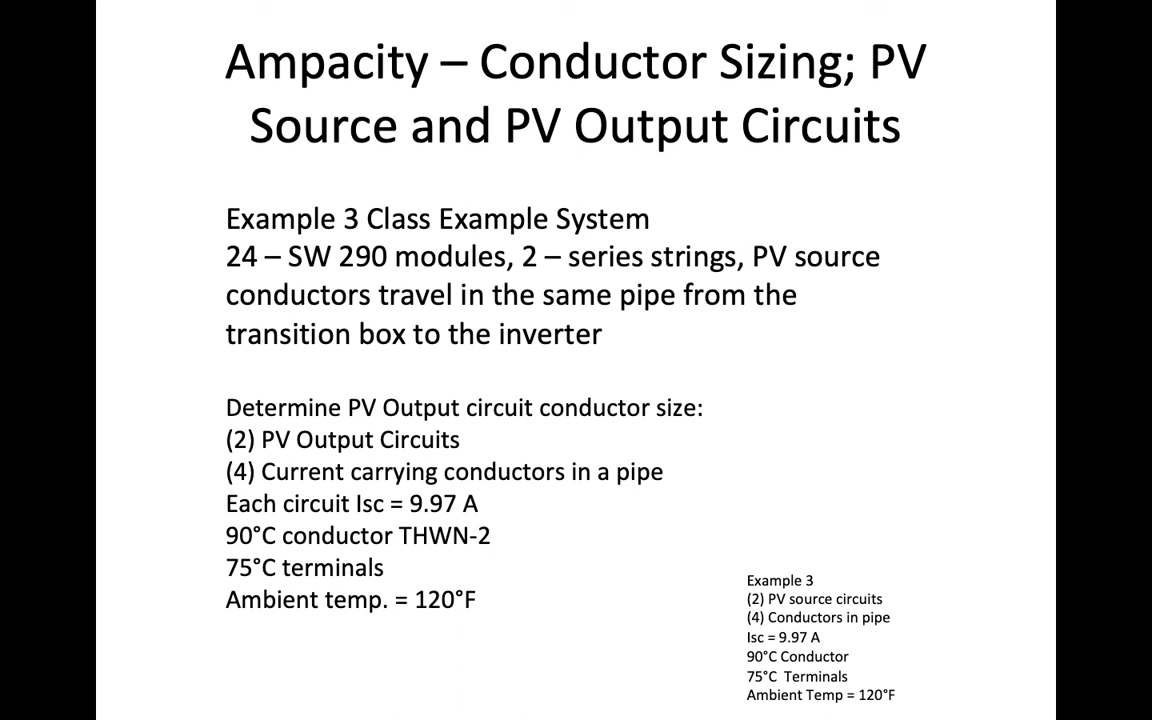 Ampacity – Conductor Sizing; PV
Source and PV Output Circuits
Example 3 Class Example System
24 – SW 290 modules, 2 – series strings, PV source
conductors travel in the same pipe from the
transition box to the inverter
Determine PV Output circuit conductor size:
(2) PV Output Circuits
(4) Current carrying conductors in a pipe
Each circuit Isc = 9.97 A
90°C conductor THWN-2
75°C terminals
Ambient temp. = 120°F
Example 3
(2) PV source circuits
(4) Conductors in pipe
Isc = 9.97 A
90°C Conductor
75°C Terminals
Ambient Temp = 120°F